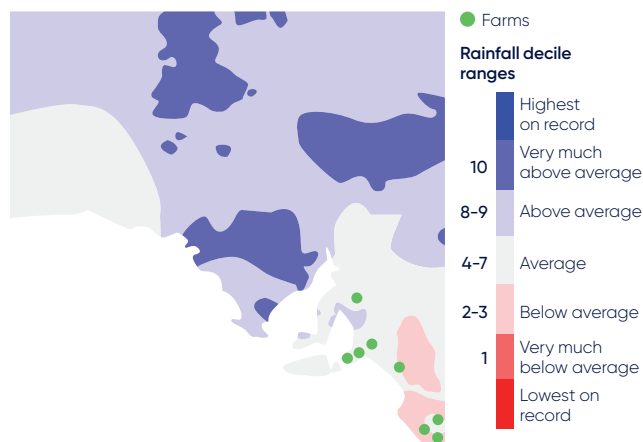 Farms
Rainfall decile
ranges
Highest
on record
10
Very much
above average
8-9
Above average
4-7
Average
2-3
Below average
1
Very much
below average
Lowest on
record